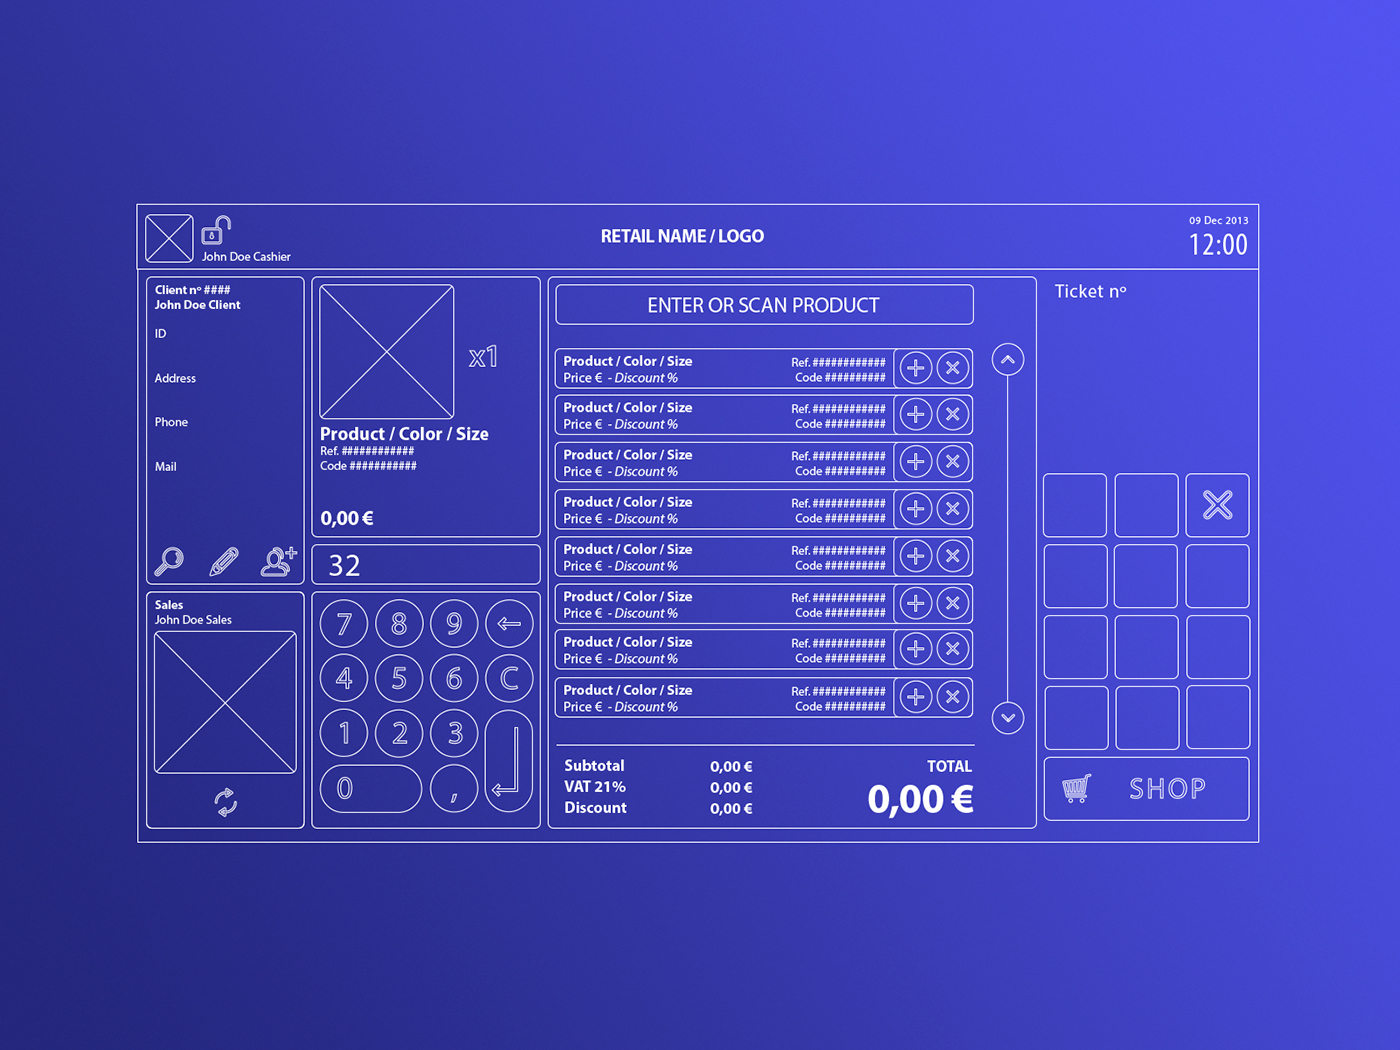 John Doe Cashier
RETAIL NAME / LOGO
09 Dec 2013
12:00
Client nº ####
John Doe Client
ID
Address
Phone
Mail
Sales
John Doe Sales
x1
Product / Color / Size
Ref. ############
Code ###########
0,00 €
32
7 8 9 ←
4 5 6 C
1 2 3
0 ,
ENTER OR SCAN PRODUCT
Product / Color / Size Ref. ############
Price € - Discount % Code ##########
Product / Color / Size Ref. ############
Price € - Discount % Code ##########
Product / Color / Size Ref. ############
Price € - Discount % Code ##########
Product / Color / Size Ref. ############
Price € - Discount % Code ##########
Product / Color / Size Ref. ############
Price € - Discount % Code ##########
Product / Color / Size Ref. ############
Price € - Discount % Code ##########
Product / Color / Size Ref. ############
Price € - Discount % Code ##########
Product / Color / Size Ref. ############
Price € - Discount % Code ##########
Subtotal 0,00 € TOTAL
VAT 21% 0,00 € 0,00 €
Discount 0,00 €
Ticket nº
SHOP